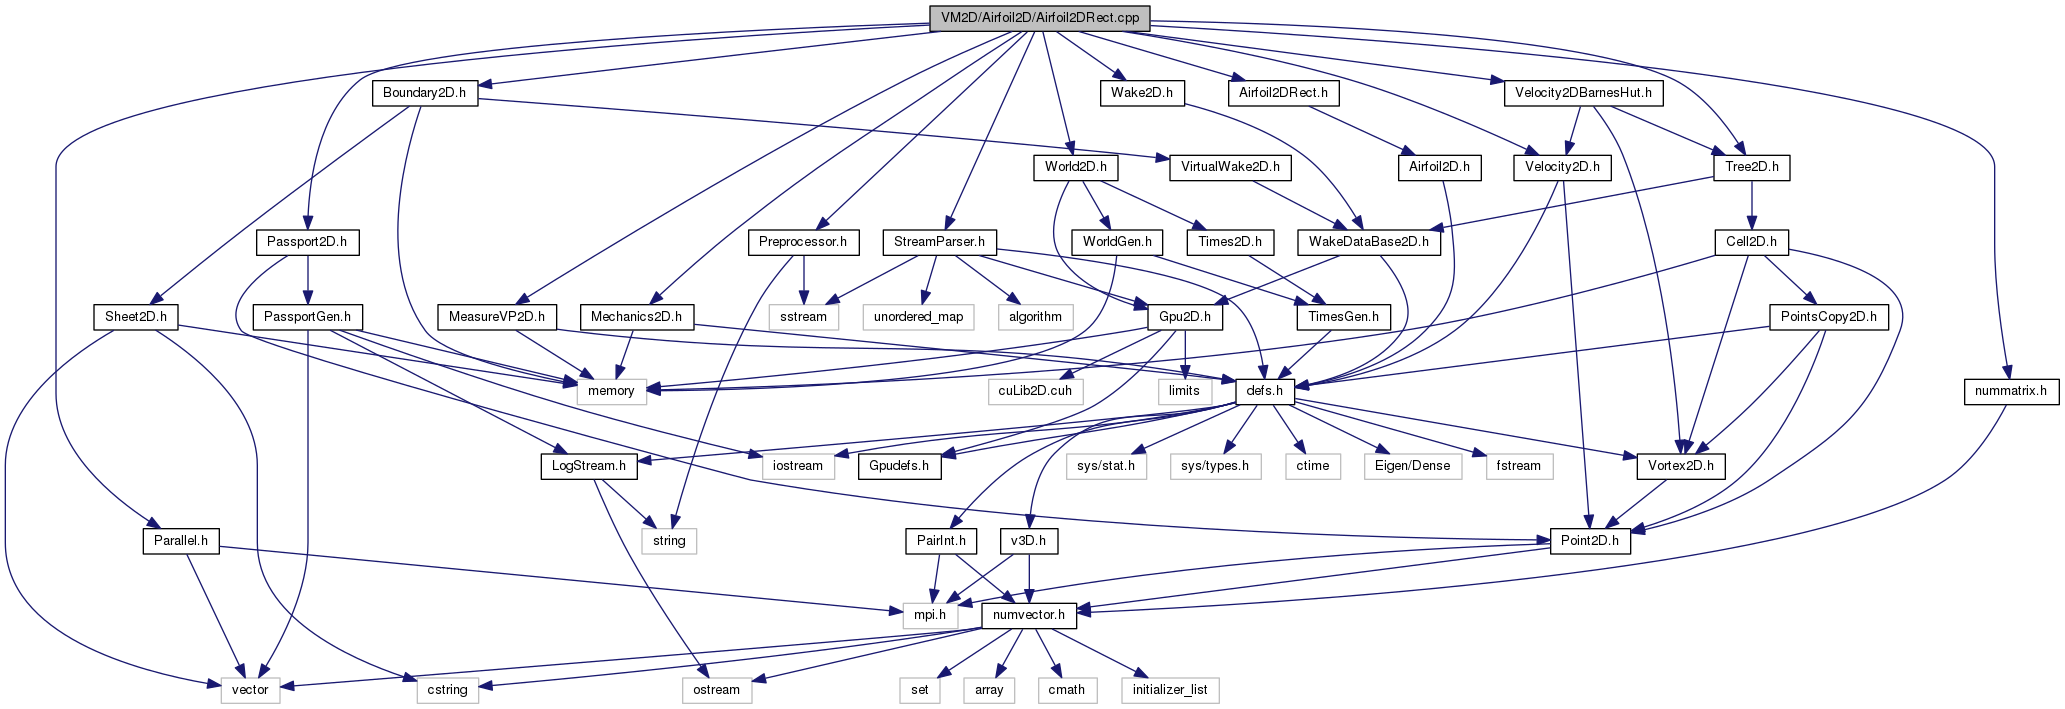 VM2D/Airfoil2D/Airfoil2DRect.cpp
Boundary2D.h
Wake2D.h
Airfoil2DRect.h
Velocity2DBarnesHut.h
World2D.h
VirtualWake2D.h
Airfoil2D.h
Velocity2D.h
Tree2D.h
Passport2D.h
Preprocessor.h
StreamParser.h
WorldGen.h
Times2D.h
WakeDataBase2D.h
Cell2D.h
Sheet2D.h
PassportGen.h
MeasureVP2D.h
Mechanics2D.h
sstream
unordered_map
algorithm
Gpu2D.h
TimesGen.h
PointsCopy2D.h
memory
cuLib2D.cuh
limits
defs.h
nummatrix.h
LogStream.h
iostream
Gpudefs.h
sys/stat.h
sys/types.h
ctime
Eigen/Dense
fstream
Vortex2D.h
Parallel.h
string
PairInt.h
v3D.h
Point2D.h
mpi.h
numvector.h
vector
cstring
ostream
set
array
cmath
initializer_list